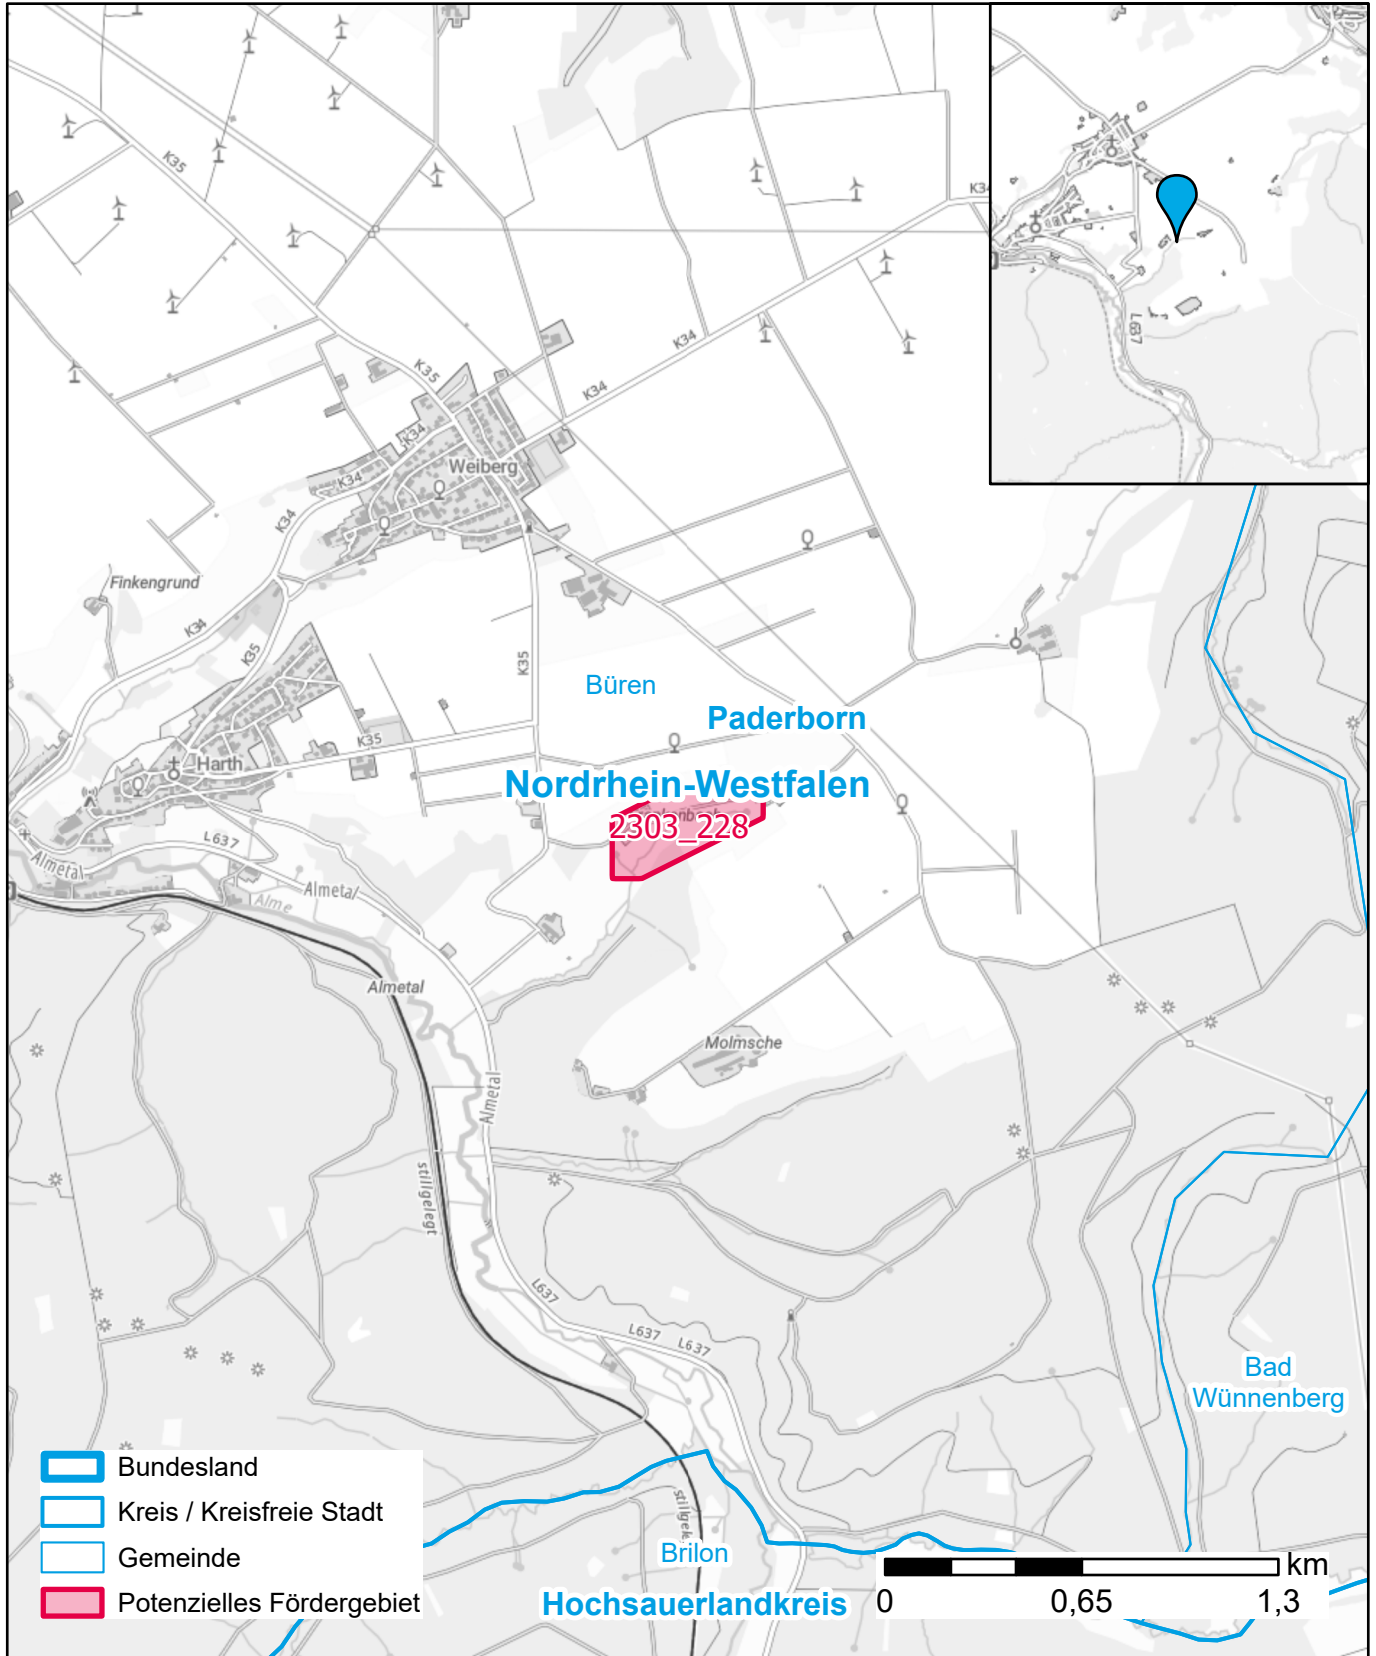 K35
K34
L637
K34
K35
K34
K34
K34
Weiberg
K34
K34
Finkengrund
K34
K35
K35
Büren
Paderborn
K35
Harth
Nordrhein-Westfalen
2303_228
L637
Almetal
Almetal
Alme
Almetal
Molmsche
Almetal
stillgelegt
L637
L637
L637
Bad
Wünnenberg
Bundesland
Kreis / Kreisfreie Stadt
Gemeinde
Potenzielles Fördergebiet
Brilon
Hochsauerlandkreis
km
0 0,65 1,3